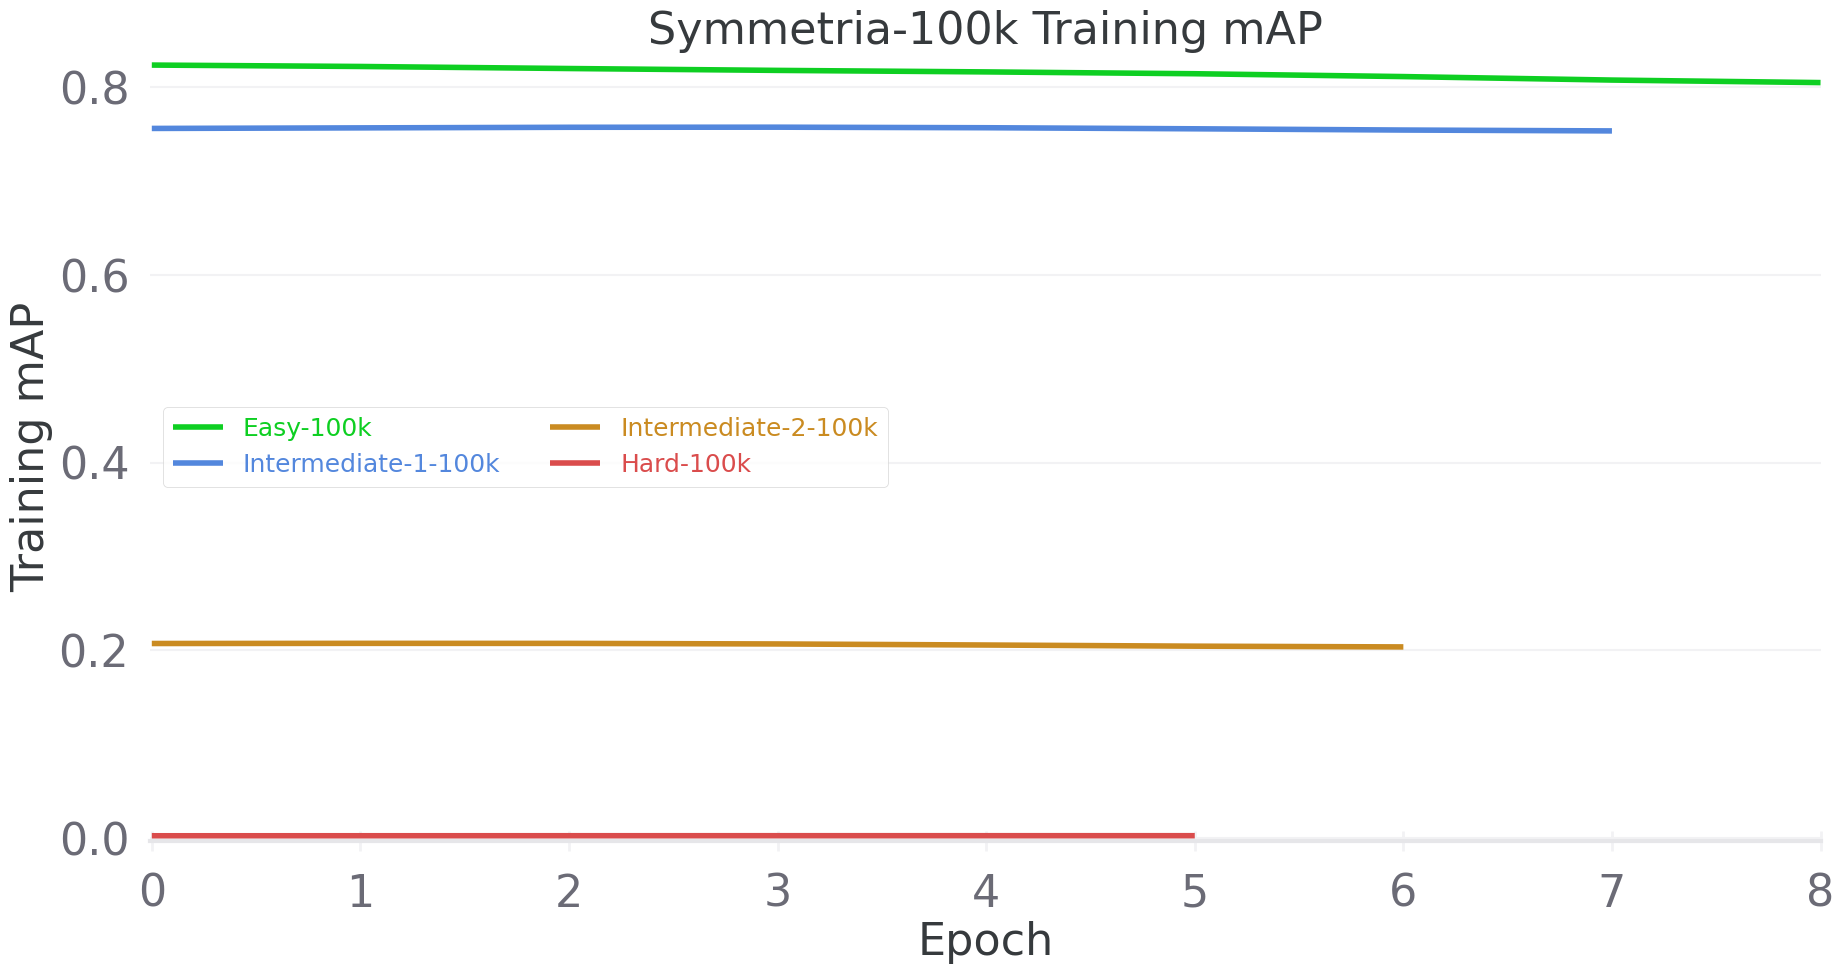 Symmetria-100k Training mAP
0.8
0.6
0.4
0.2
0.0
Training mAP
Easy-100k
Intermediate-1-100k
Intermediate-2-100k
Hard-100k
0 1 2 3 4 5 6 7 8
Epoch